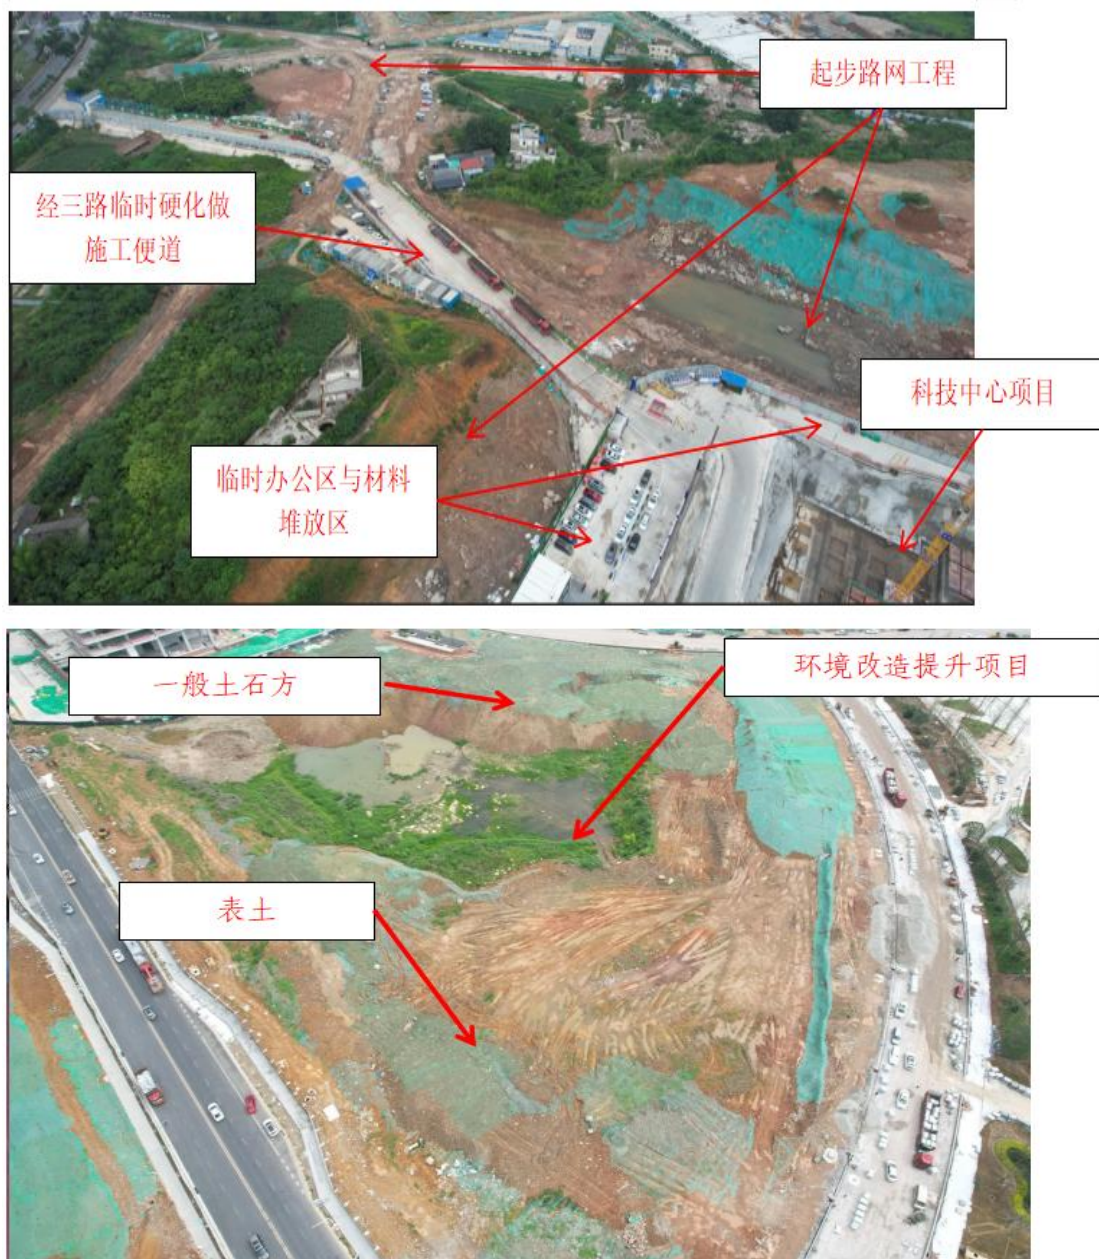 起步路网工程
经三路临时硬化做
施工便道
科技中心项目
临时办公区与材料
堆放区
一般土石方
环境改造提升项目
表土